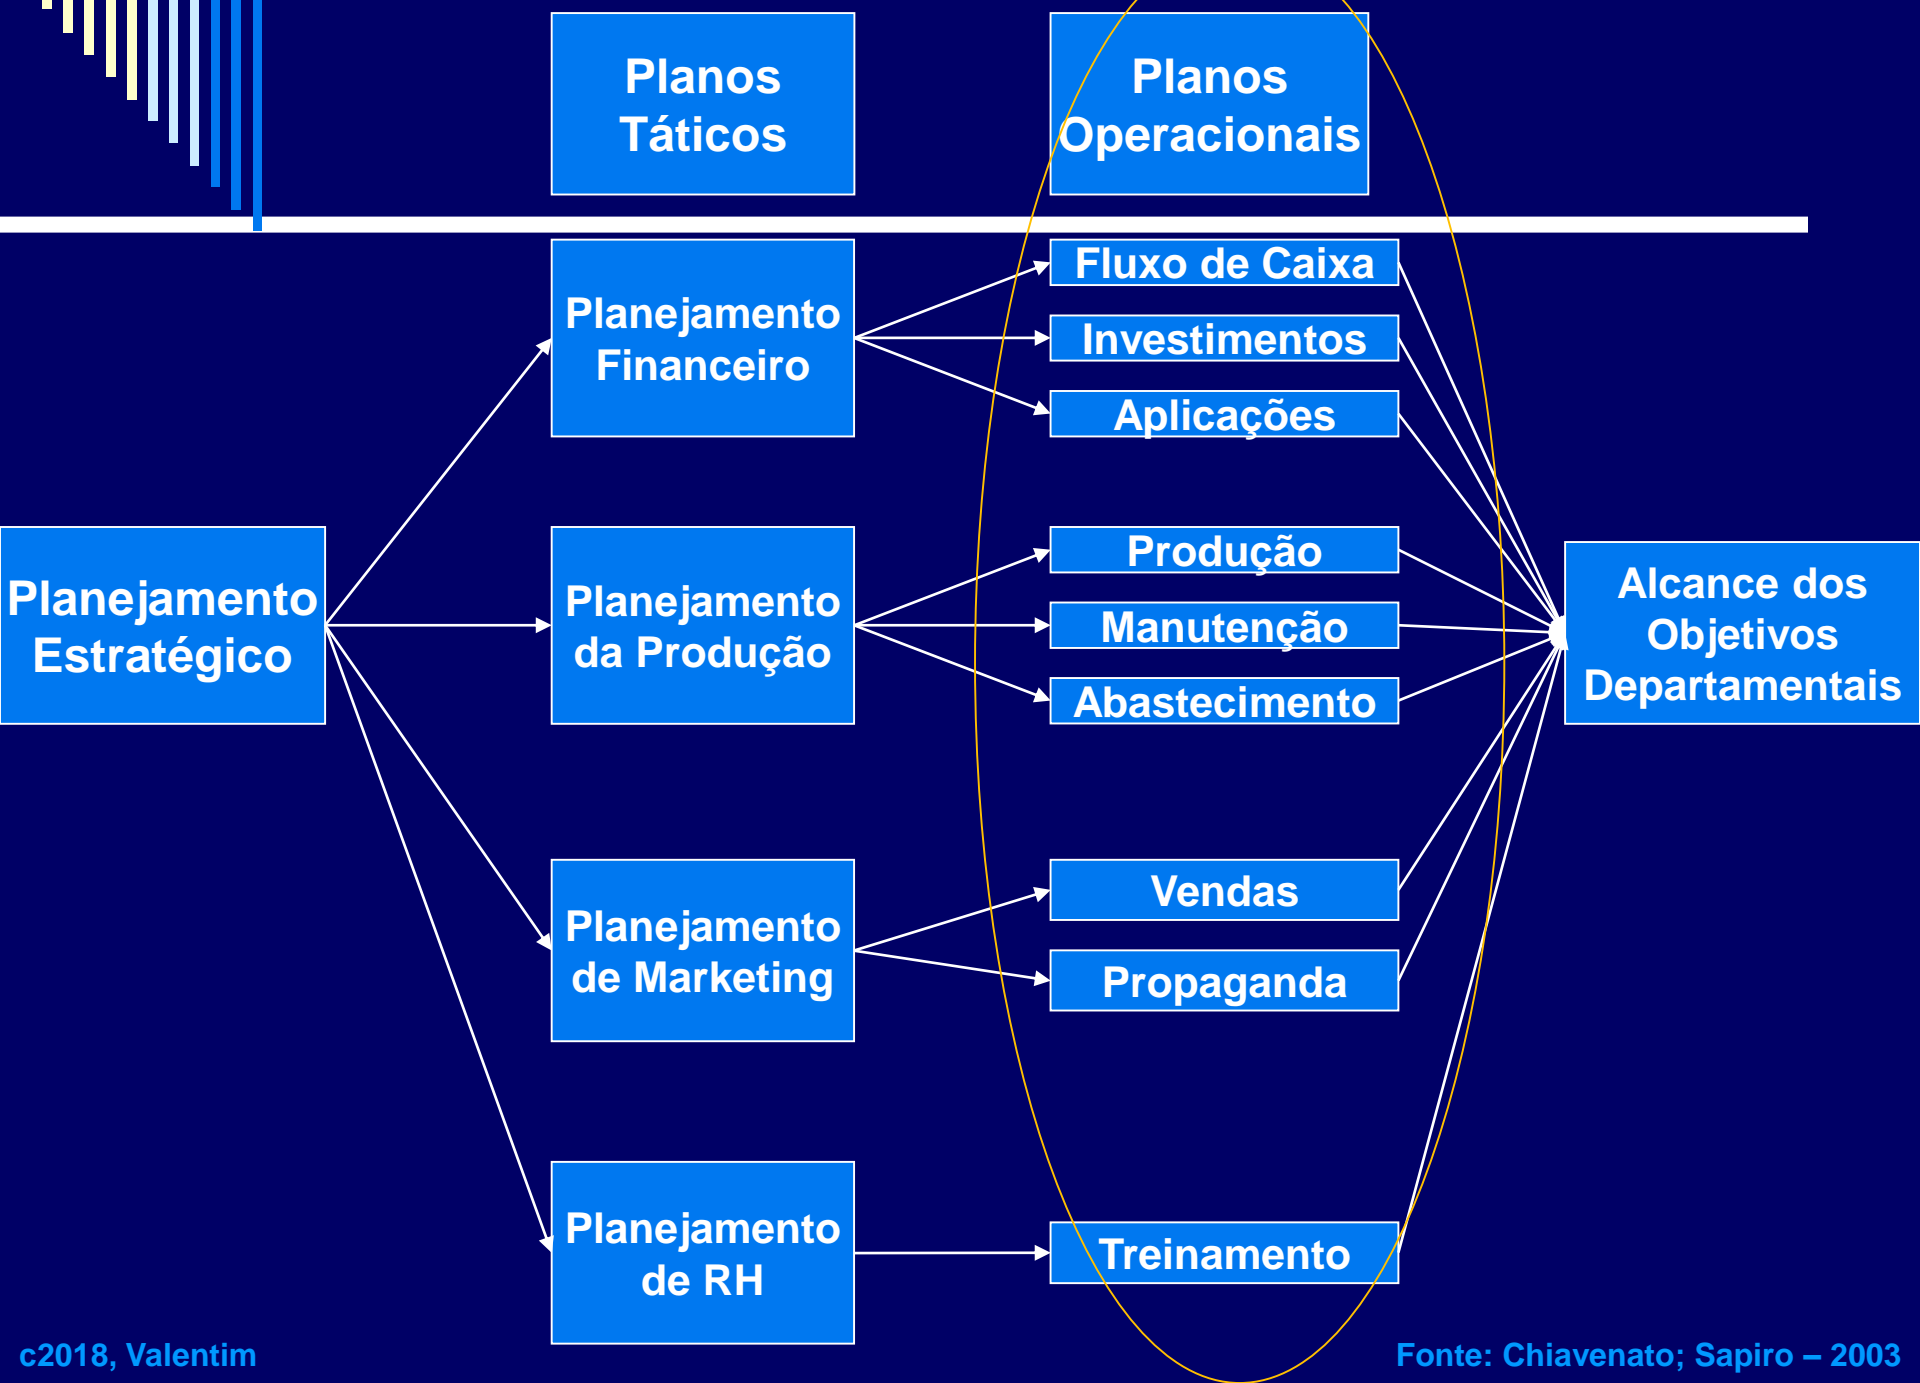 Planos
Táticos
Planos
Operacionais
Planejamento
Estratégico
Planejamento
Financeiro
Fluxo de Caixa
Investimentos
Aplicações
Planejamento
da Produção
Produção
Manutenção
Abastecimento
Planejamento
de Marketing
Vendas
Propaganda
Planejamento
de RH
Treinamento
Alcance dos
Objetivos
Departamentais
c2018, Valentim
Fonte: Chiavenato; Sapiro – 2003